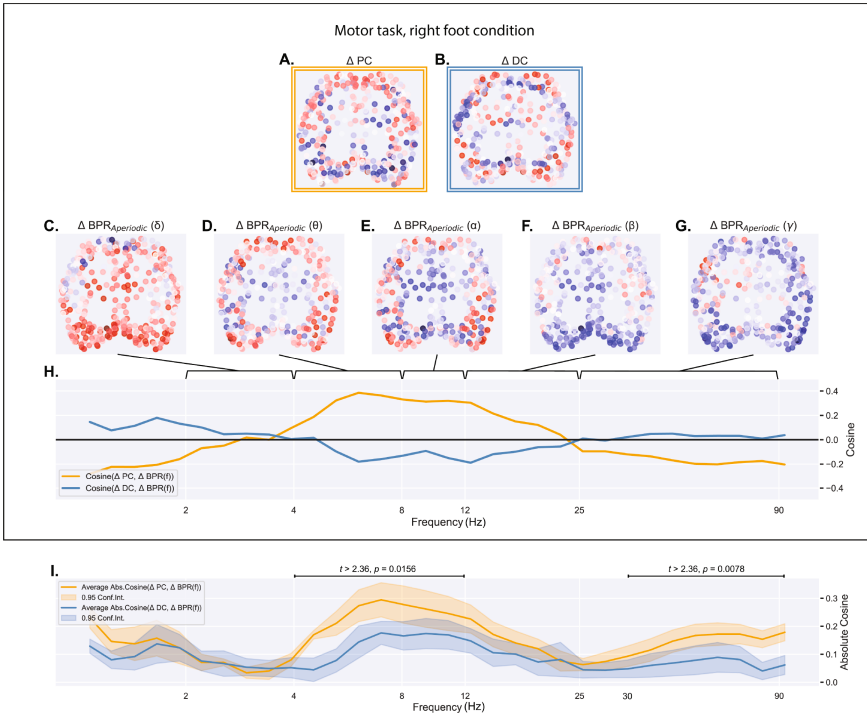 Motor task, right foot condition
A. Δ PC
B. Δ DC
C. Δ BPR_Aperiodic (δ)
D. Δ BPR_Aperiodic (θ)
E. Δ BPR_Aperiodic (α)
F. Δ BPR_Aperiodic (β)
G. Δ BPR_Aperiodic (γ)
H.
0.4
0.2
0.0
−0.2
−0.4
Cosine
Cosine(Δ PC, Δ BPR(f))
Cosine(Δ DC, Δ BPR(f))
2 4 8 12 25 90
Frequency (Hz)
I.
t > 2.36, p = 0.0156
t > 2.36, p = 0.0078
Average Abs.Cosine(Δ PC, Δ BPR(f))
0.95 Conf.Int.
Average Abs.Cosine(Δ DC, Δ BPR(f))
0.95 Conf.Int.
0.3
0.2
0.1
0.0
Absolute Cosine
2 4 8 12 25 30 90
Frequency (Hz)